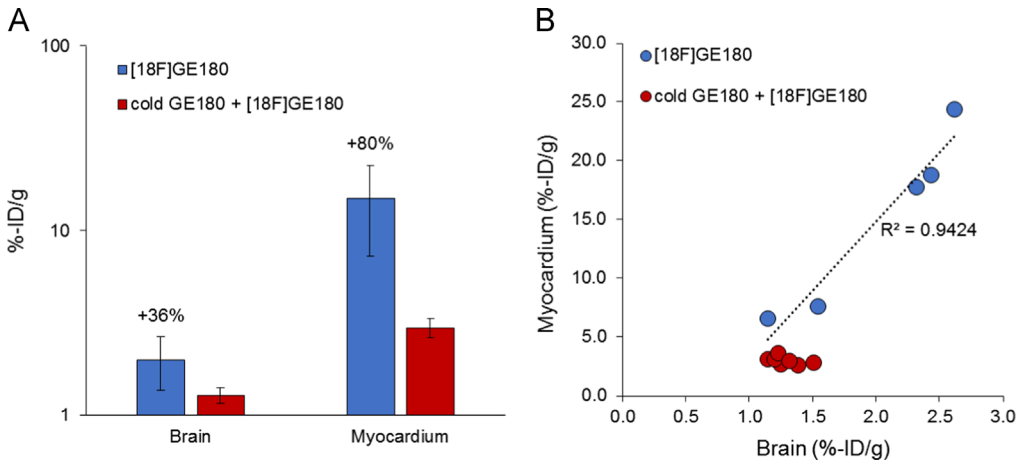 A
100
10
1
%-ID/g
[18F]GE180
cold GE180 + [18F]GE180
+36%
+80%
Brain
Myocardium
B
30.0
25.0
20.0
15.0
10.0
5.0
0.0
Myocardium (%-ID/g)
[18F]GE180
cold GE180 + [18F]GE180
R² = 0.9424
0.0
0.5
1.0
1.5
2.0
2.5
3.0
Brain (%-ID/g)